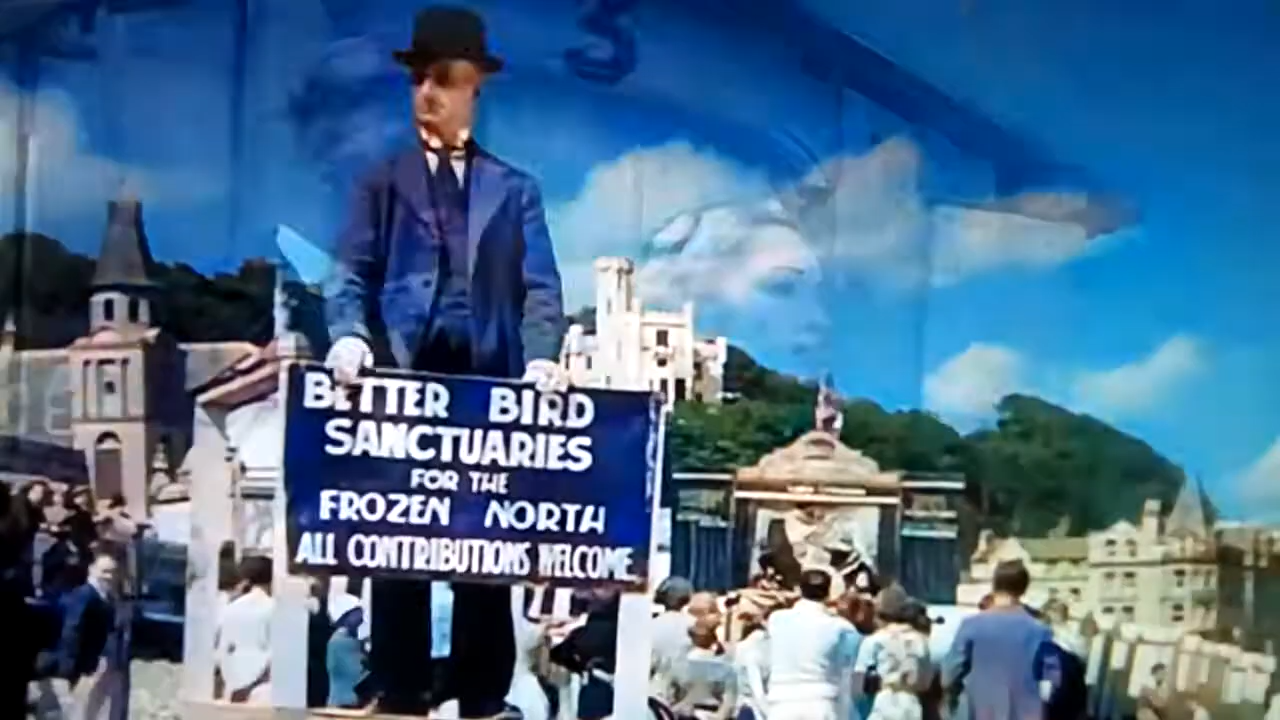 S
BETTER BIRD
SANCTUARIES
FOR THE
FROZEN NORTH
ALL CONTRIBUTIONS WELCOME